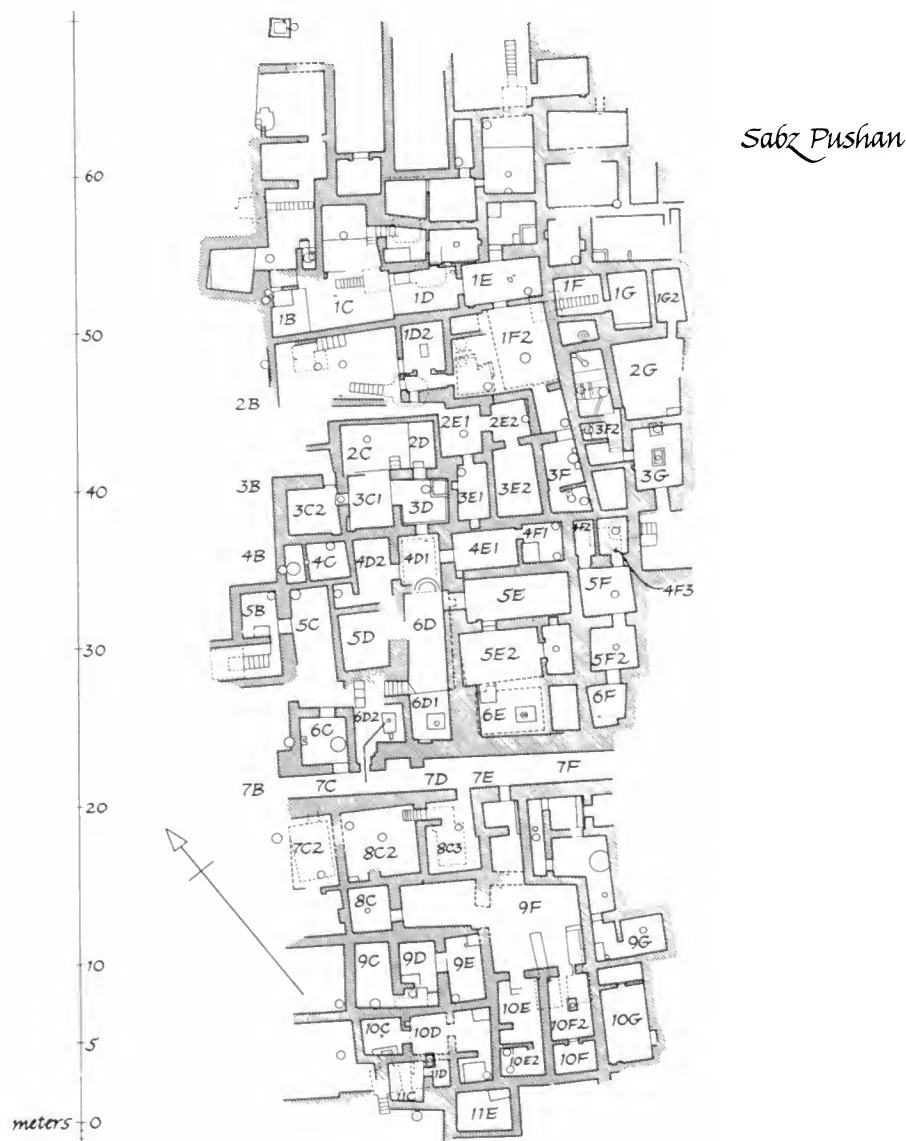 Sabz Pushan
60
50
40
30
20
10
5
meters 0
1B 1C 1D 1E 1F 1G 1G2
1D2 1F2 2G
2B 2E1 2E2 3F2
2C 2D 3G
3B 3C2 3C1 3D 3E1 3E2 3F
4B 4C 4D2 4D1 4E1 4F1 4F2
4F3
5B 5C 5D 6D 5E 5F
5E2 5F2
6C 6D2 6D1 6E 6F
7B 7C 7D 7E 7F
7C2 8C2 8C3
8C 9F
9C 9D 9E 9G
10C 10D 10E 10F2 10G
11C 11D 10E2 10F
11E